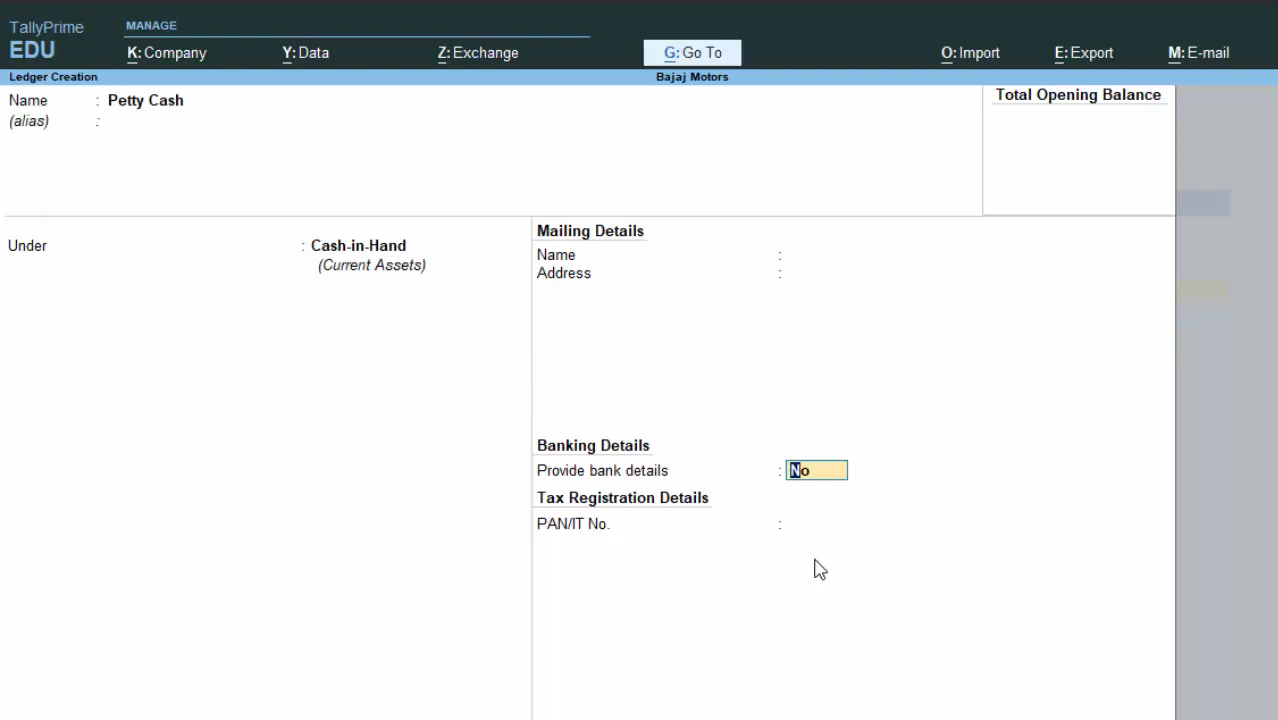 TallyPrime
EDU
MANAGE
K: Company
Y: Data
Z: Exchange
G: Go To
O: Import
E: Export
M: E-mail
Ledger Creation
Bajaj Motors
Name : Petty Cash
(alias) :
Total Opening Balance
Under : Cash-in-Hand
(Current Assets)
Mailing Details
Name :
Address :
Banking Details
Provide bank details : No
Tax Registration Details
PAN/IT No. :